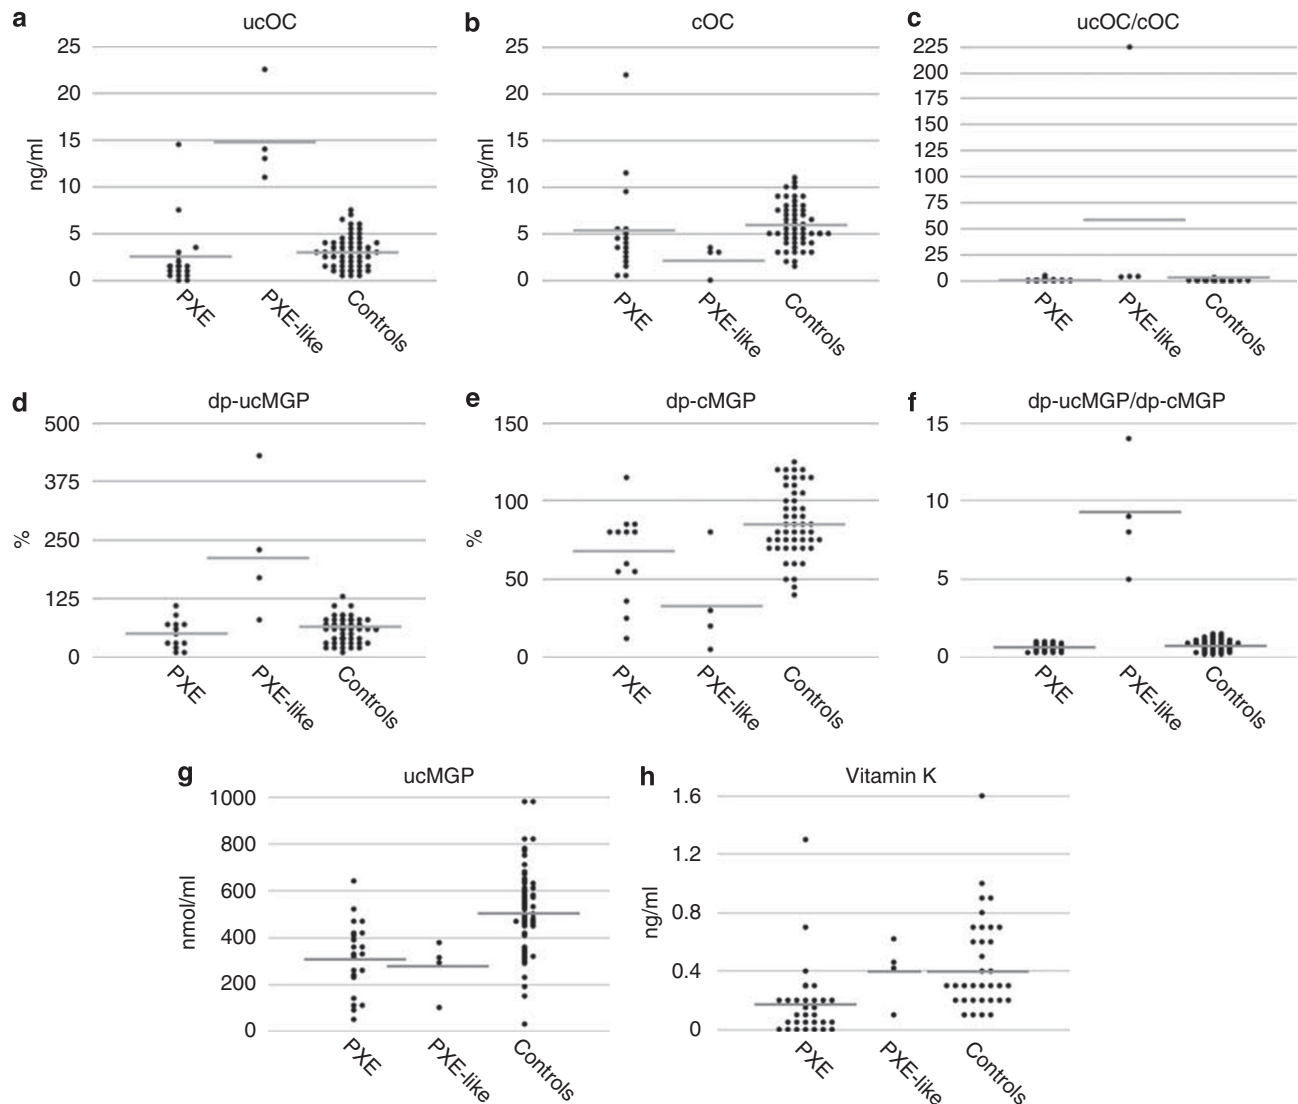 a ucOC
ng/ml
25
20
15
10
5
0
PXE
PXE-like
Controls
b cOC
25
20
15
10
5
0
PXE
PXE-like
Controls
c ucOC/cOC
225
200
175
150
125
100
75
50
25
0
PXE
PXE-like
Controls
d dp-ucMGP
%
500
375
250
125
0
PXE
PXE-like
Controls
e dp-cMGP
%
150
100
50
0
PXE
PXE-like
Controls
f dp-ucMGP/dp-cMGP
15
10
5
0
PXE
PXE-like
Controls
g ucMGP
nmol/ml
1000
800
600
400
200
0
PXE
PXE-like
Controls
h Vitamin K
ng/ml
1.6
1.2
0.8
0.4
0
PXE
PXE-like
Controls